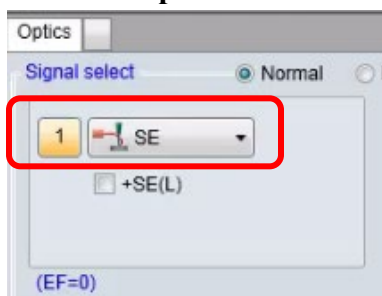 Optics
Signal select Normal
1 SE
+SE(L)
(EF=0)